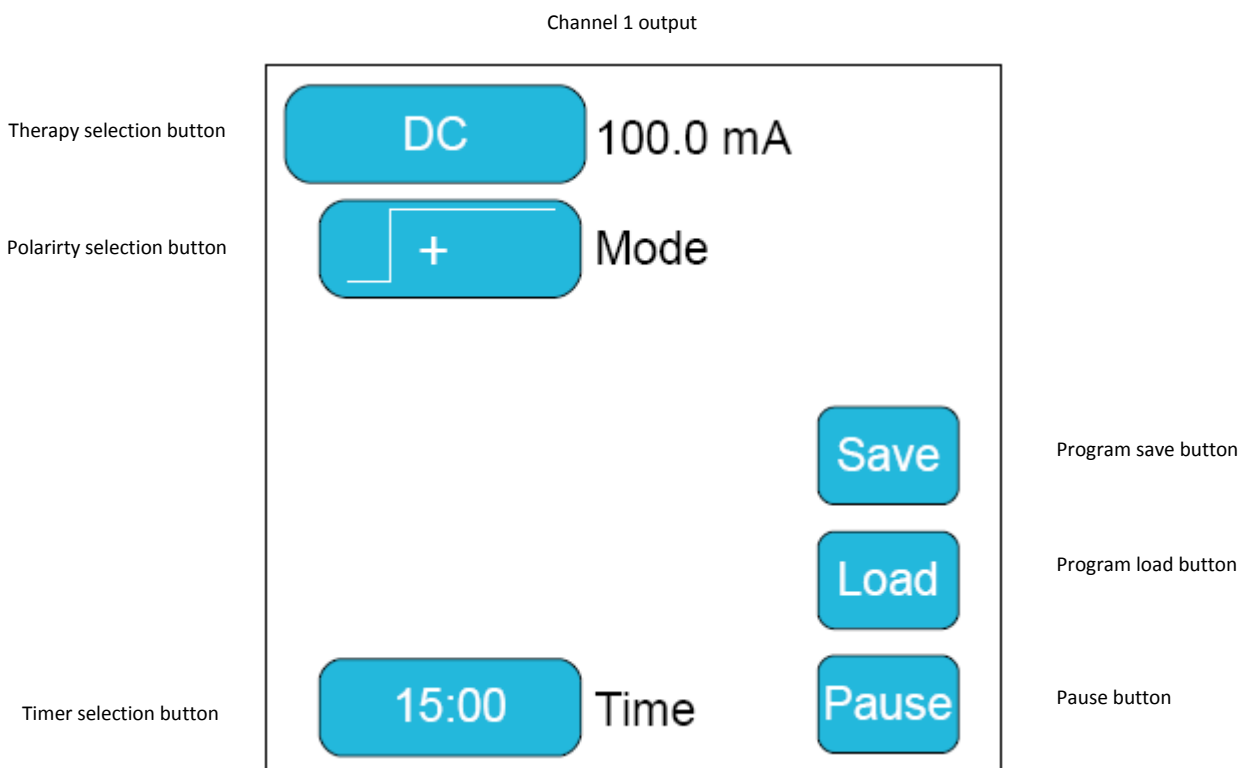 Channel 1 output
Therapy selection button
DC
100.0 mA
Polarirty selection button
+
Mode
Save
Program save button
Load
Program load button
Timer selection button
15:00
Time
Pause
Pause button